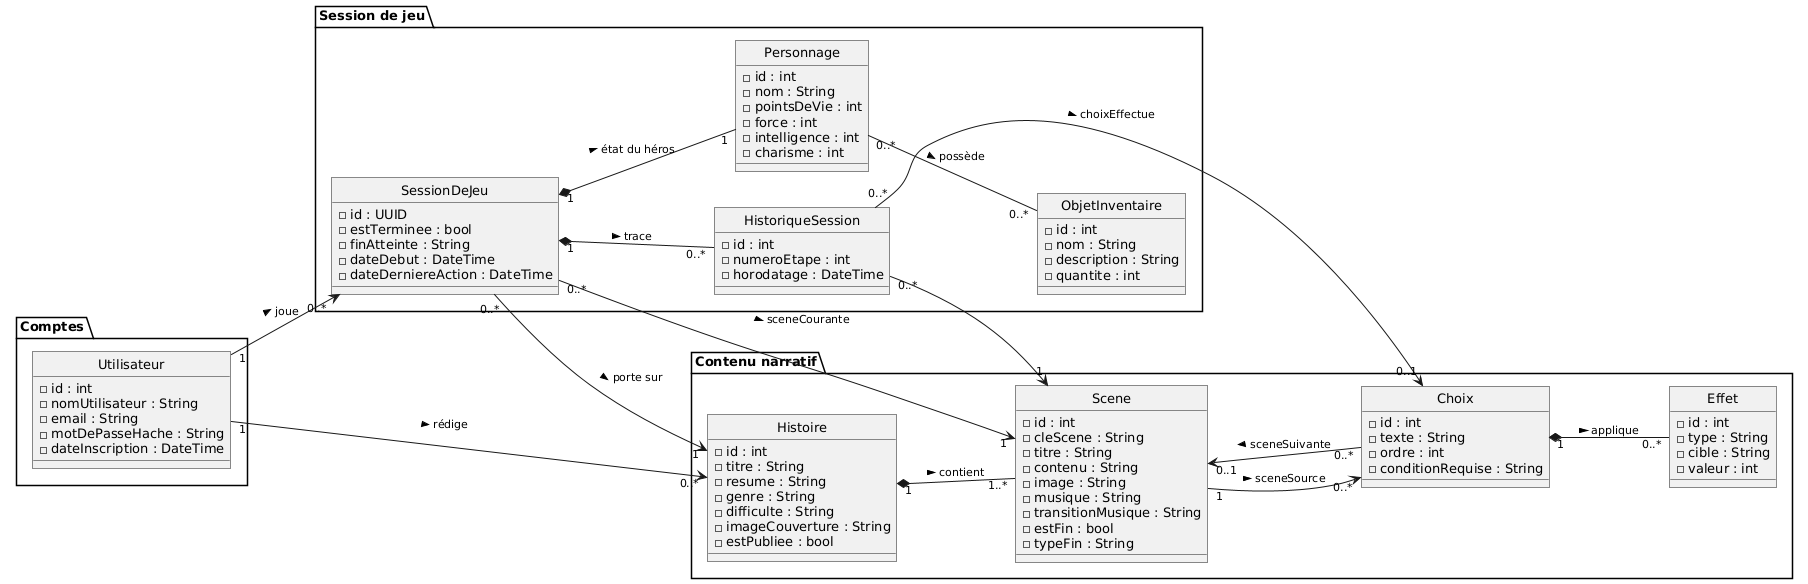 Session de jeu
Personnage
id : int
nom : String
pointsDeVie : int
force : int
intelligence : int
charisme : int
choixEffectue
état du héros
1
0..*
possède
SessionDeJeu
id : UUID
estTerminee : bool
finAtteinte : String
dateDebut : DateTime
dateDerniereAction : DateTime
1
0..*
0..*
ObjetInventaire
id : int
nom : String
description : String
quantite : int
HistoriqueSession
id : int
numeroEtape : int
horodatage : DateTime
trace
1
0..*
0..*
0..*
joue
0..*
0..*
sceneCourante
Comptes
Utilisateur
id : int
nomUtilisateur : String
email : String
motDePasseHache : String
dateInscription : DateTime
1
1
rédige
porte sur
Contenu narratif
1
0..1
Histoire
id : int
titre : String
resume : String
genre : String
difficulte : String
imageCouverture : String
estPubliee : bool
1
0..*
contient
1
1..*
Scene
id : int
cleScene : String
titre : String
contenu : String
image : String
musique : String
transitionMusique : String
estFin : bool
typeFin : String
1
sceneSuivante
0..*
0..1
sceneSource
1
0..*
Choix
id : int
texte : String
ordre : int
conditionRequise : String
applique
1
0..*
Effet
id : int
type : String
cible : String
valeur : int